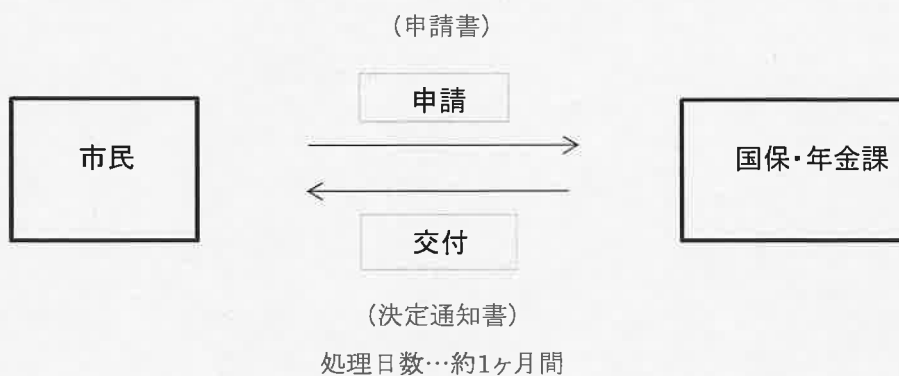 (申請書)
申請
市民
国保・年金課
交付
(決定通知書)
処理日数…約1ヶ月間